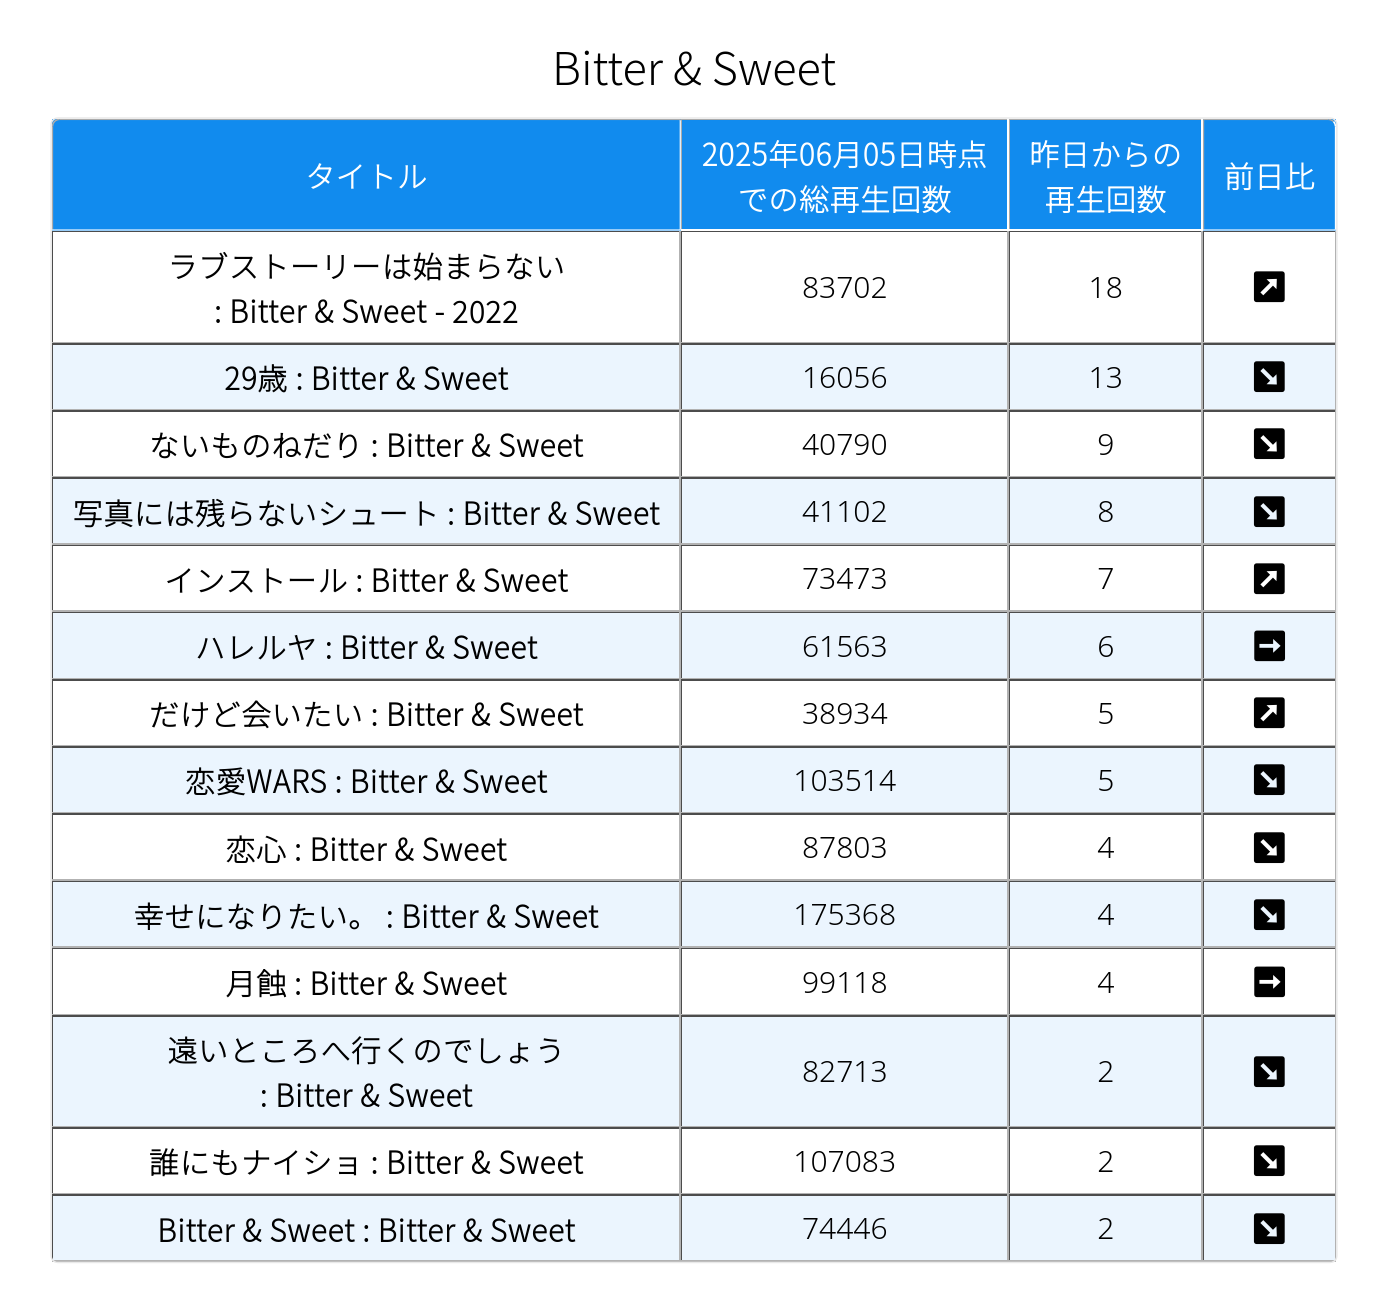 Bitter & Sweet
タイトル
2025年06月05日時点
での総再生回数
昨日からの
再生回数
前日比
ラブストーリーは始まらない
: Bitter & Sweet - 2022
83702
18
29歳 : Bitter & Sweet
16056
13
ないものねだり : Bitter & Sweet
40790
9
写真には残らないシュート : Bitter & Sweet
41102
8
インストール : Bitter & Sweet
73473
7
ハレルヤ : Bitter & Sweet
61563
6
だけど会いたい : Bitter & Sweet
38934
5
恋愛WARS : Bitter & Sweet
103514
5
恋心 : Bitter & Sweet
87803
4
幸せになりたい。 : Bitter & Sweet
175368
4
月蝕 : Bitter & Sweet
99118
4
遠いところへ行くのでしょう
: Bitter & Sweet
82713
2
誰にもナイショ : Bitter & Sweet
107083
2
Bitter & Sweet : Bitter & Sweet
74446
2